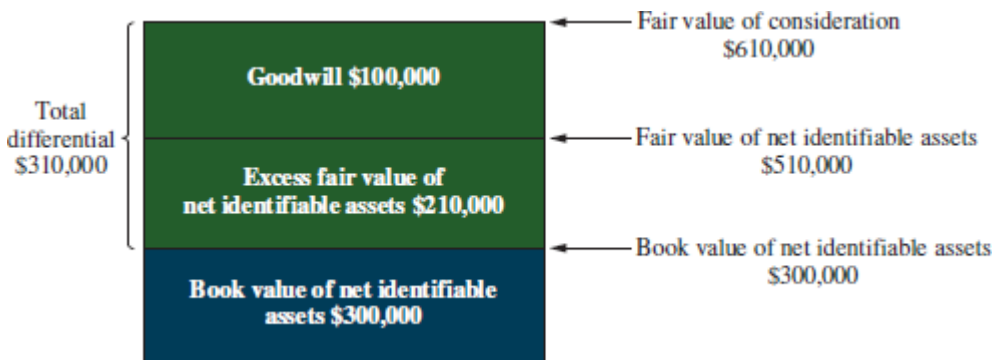 Fair value of consideration
$610,000
Goodwill $100,000
Total
differential
$310,000
Fair value of net identifiable assets
$510,000
Excess fair value of
net identifiable assets $210,000
Book value of net identifiable assets
$300,000
Book value of net identifiable
assets $300,000